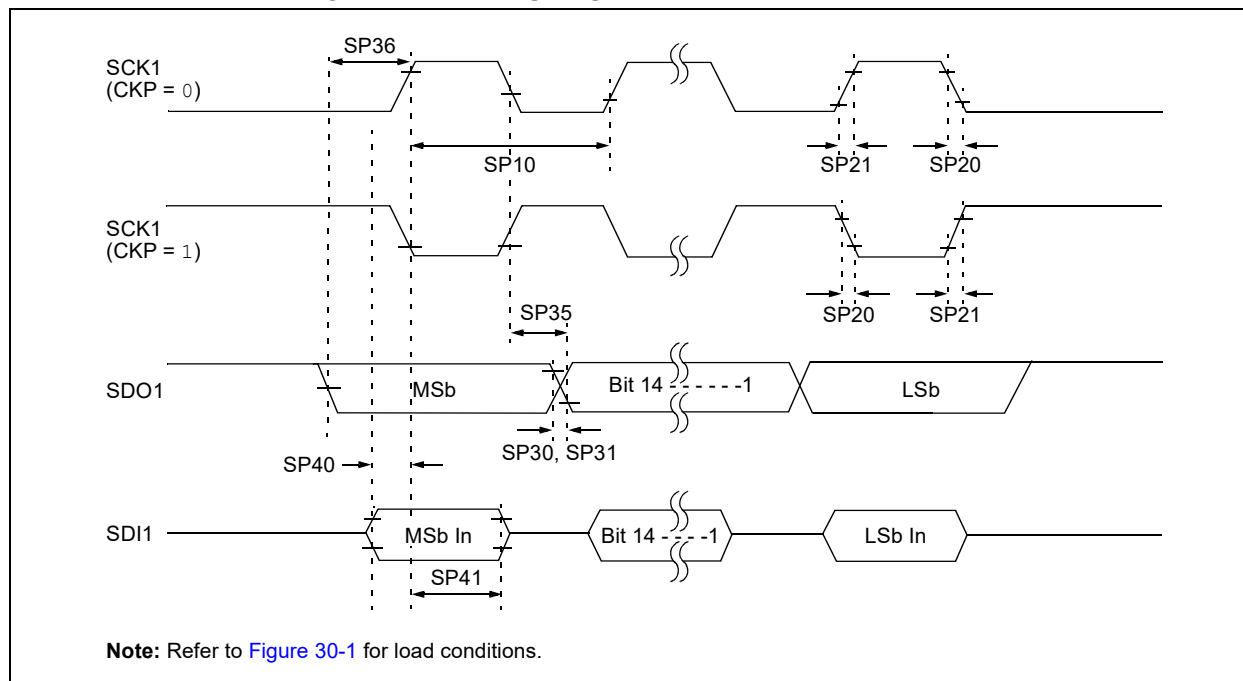 SP36
SCK1
(CKP = 0)
SP10
SP21
SP20
SCK1
(CKP = 1)
SP35
SP20
SP21
SDO1
MSb
Bit 14 - - - - - -1
LSb
SP30, SP31
SP40
SDI1
MSb In
Bit 14 - - - - -1
LSb In
SP41
Note: Refer to Figure 30-1 for load conditions.